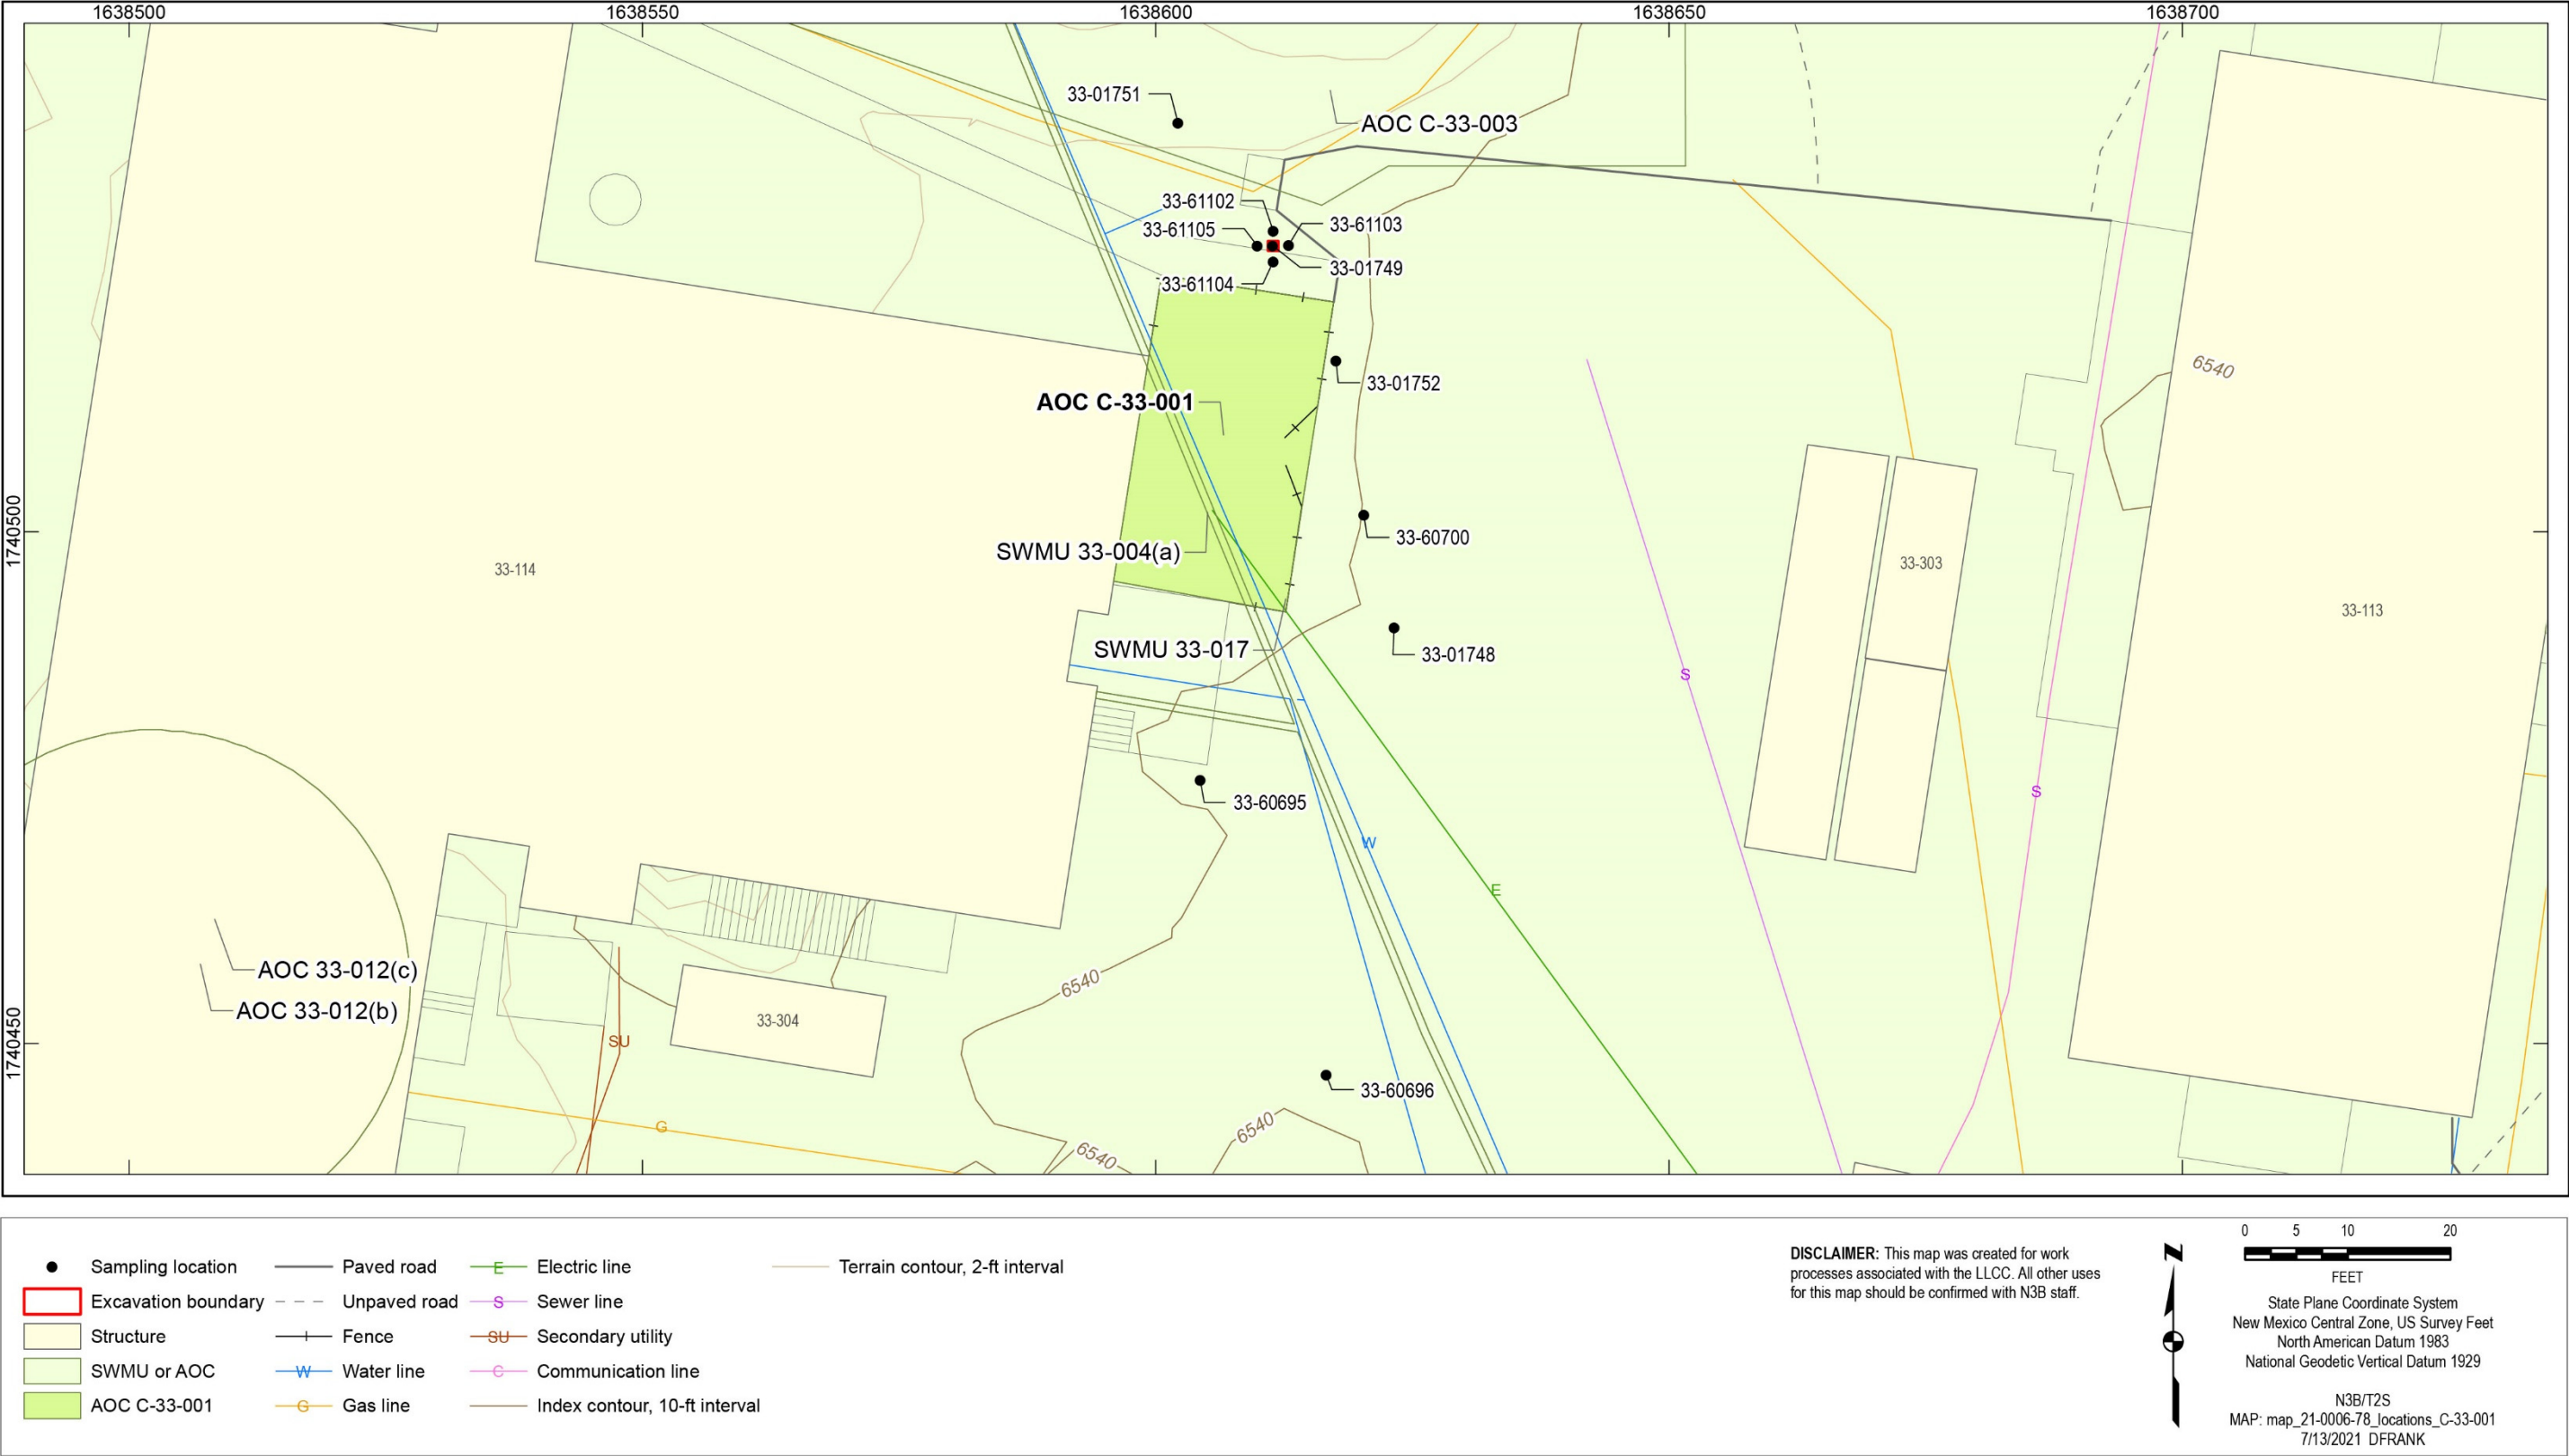 1638500
1638550
1638600
1638650
1638700
33-01751
AOC C-33-003
33-61102
33-61103
33-61105
33-01749
33-61104
6540
33-01752
AOC C-33-001
1740500
33-60700
SWMU 33-004(a)
33-114
33-303
33-113
SWMU 33-017
33-01748
S
S
33-60695
W
E
AOC 33-012(c)
6540
AOC 33-012(b)
33-304
1740450
SU
33-60696
G
6540
6540
Sampling location
Excavation boundary
Structure
SWMU or AOC
AOC C-33-001
Paved road
Unpaved road
Fence
W Water line
G Gas line
E Electric line
S Sewer line
SU Secondary utility
C Communication line
Index contour, 10-ft interval
Terrain contour, 2-ft interval
DISCLAIMER: This map was created for work
processes associated with the LLCC. All other uses
for this map should be confirmed with N3B staff.
N
0 5 10 20
FEET
State Plane Coordinate System
New Mexico Central Zone, US Survey Feet
North American Datum 1983
National Geodetic Vertical Datum 1929
N3B/T2S
MAP: map_21-0006-78_locations_C-33-001
7/13/2021 DFRANK